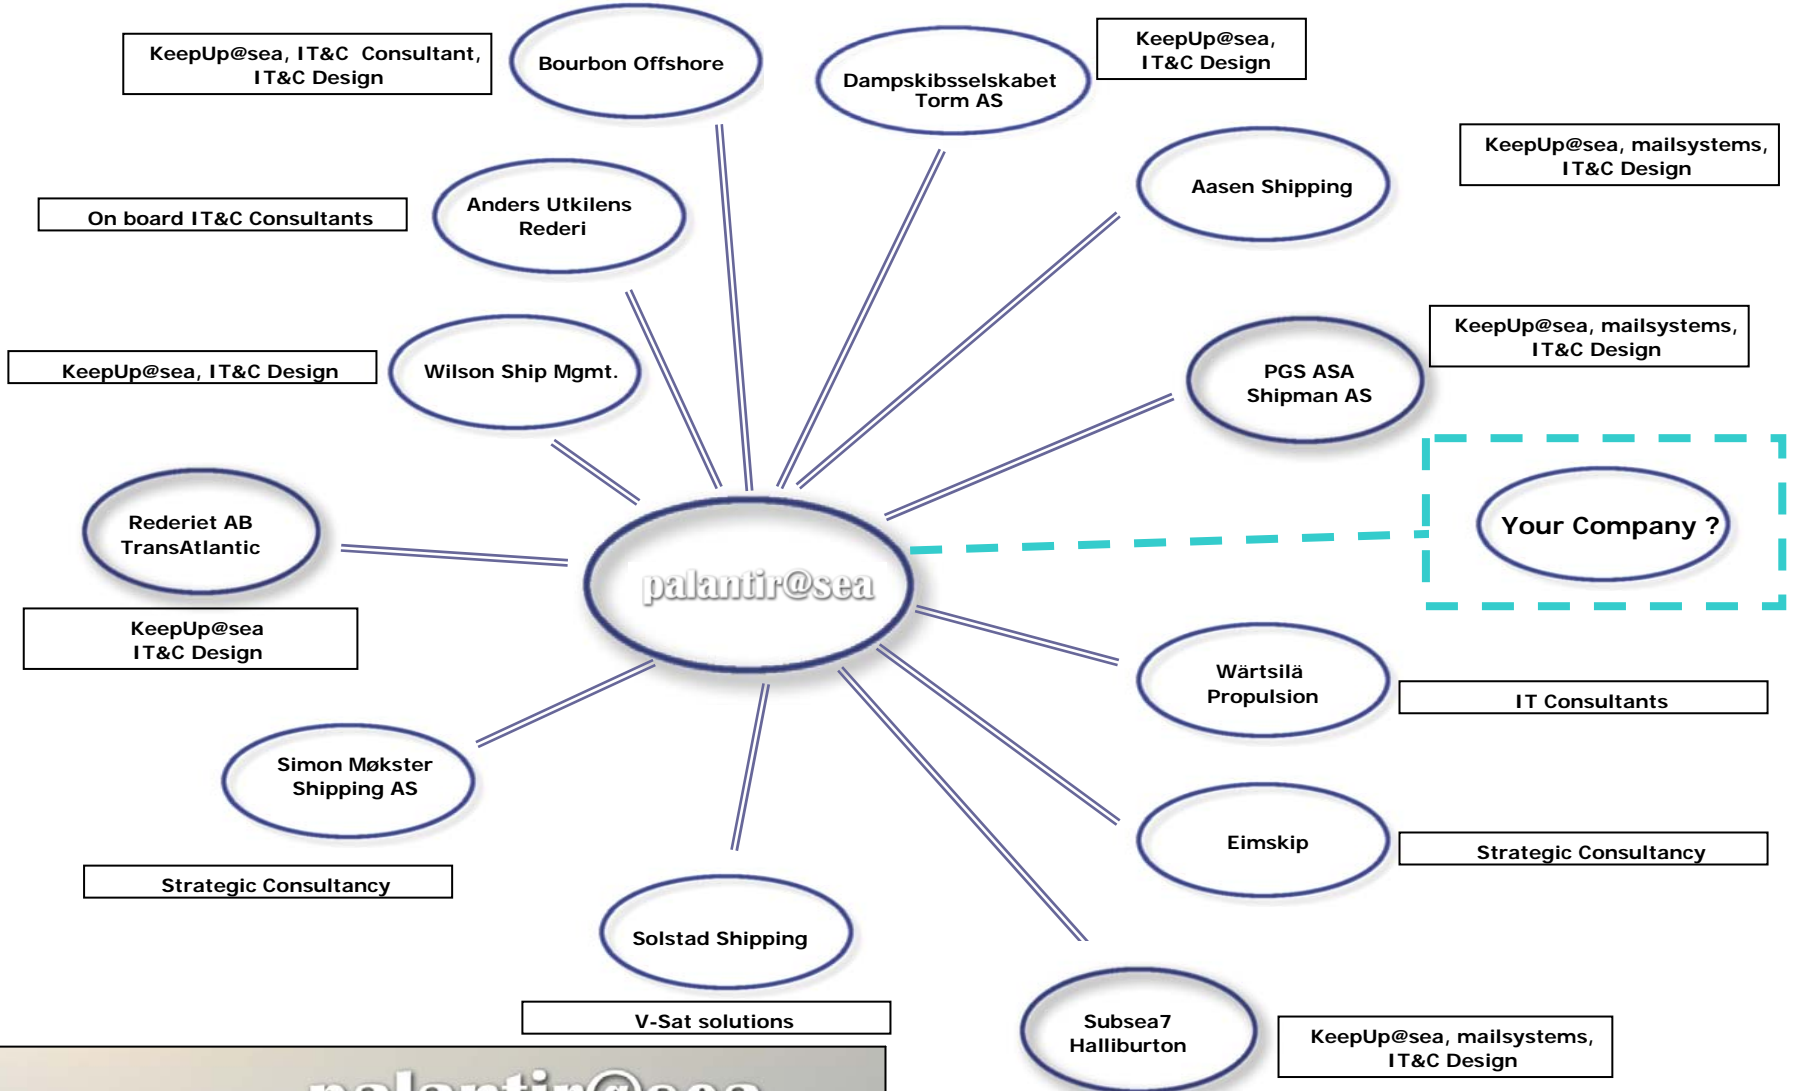 KeepUp@sea, IT&C Consultant,
IT&C Design
Bourbon Offshore
Dampskibsselskabet
Torm AS
KeepUp@sea,
IT&C Design
Aasen Shipping
KeepUp@sea, mailsystems,
IT&C Design
On board IT&C Consultants
Anders Utkilens
Rederi
KeepUp@sea, IT&C Design
Wilson Ship Mgmt.
PGS ASA
Shipman AS
KeepUp@sea, mailsystems,
IT&C Design
Your Company ?
Rederiet AB
TransAtlantic
KeepUp@sea
IT&C Design
palantir@sea
Wärtsilä
Propulsion
IT Consultants
Simon Møkster
Shipping AS
Strategic Consultancy
Eimskip
Strategic Consultancy
Solstad Shipping
V-Sat solutions
Subsea7
Halliburton
KeepUp@sea, mailsystems,
IT&C Design
palantir@sea